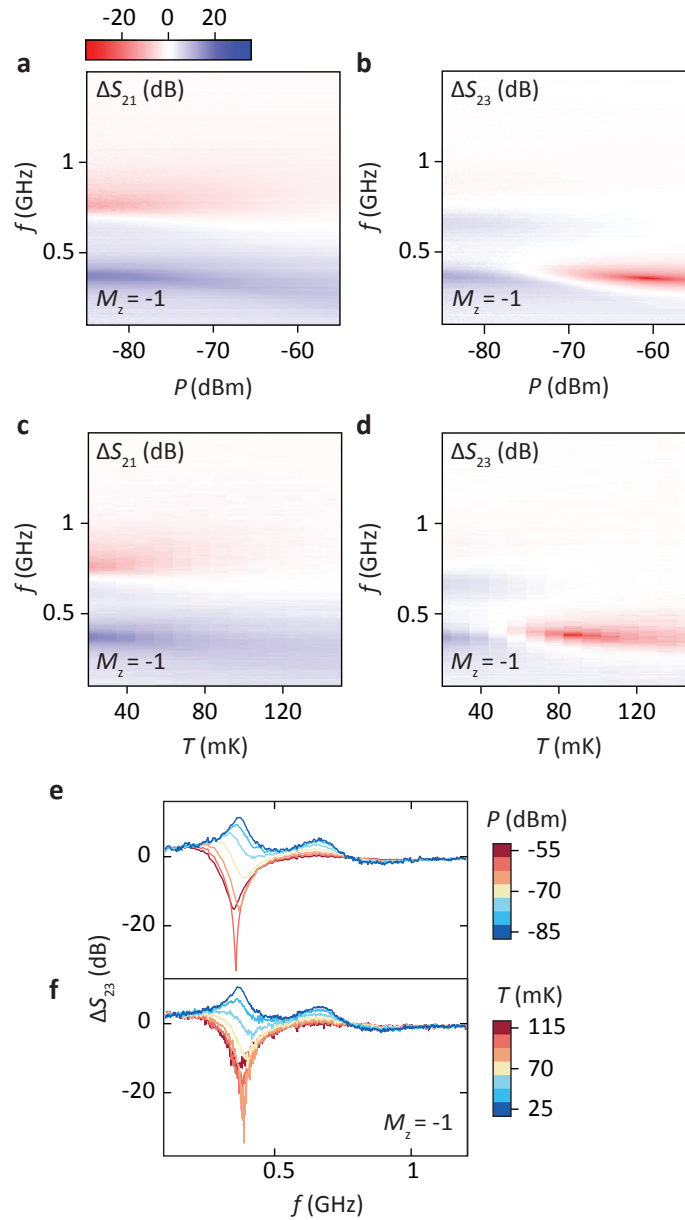 -20 0 20
a b
ΔS21 (dB)
f (GHz)
1
0.5
Mz = -1
-80 -70 -60
P (dBm)
ΔS23 (dB)
f (GHz)
1
0.5
Mz = -1
-80 -70 -60
P (dBm)
c d
ΔS21 (dB)
f (GHz)
1
0.5
Mz = -1
40 80 120
T (mK)
ΔS23 (dB)
f (GHz)
1
0.5
Mz = -1
40 80 120
T (mK)
e
0
-20
P (dBm)
-55
-70
-85
ΔS23 (dB)
f
0
-20
Mz = -1
T (mK)
115
70
25
0.5 1
f (GHz)